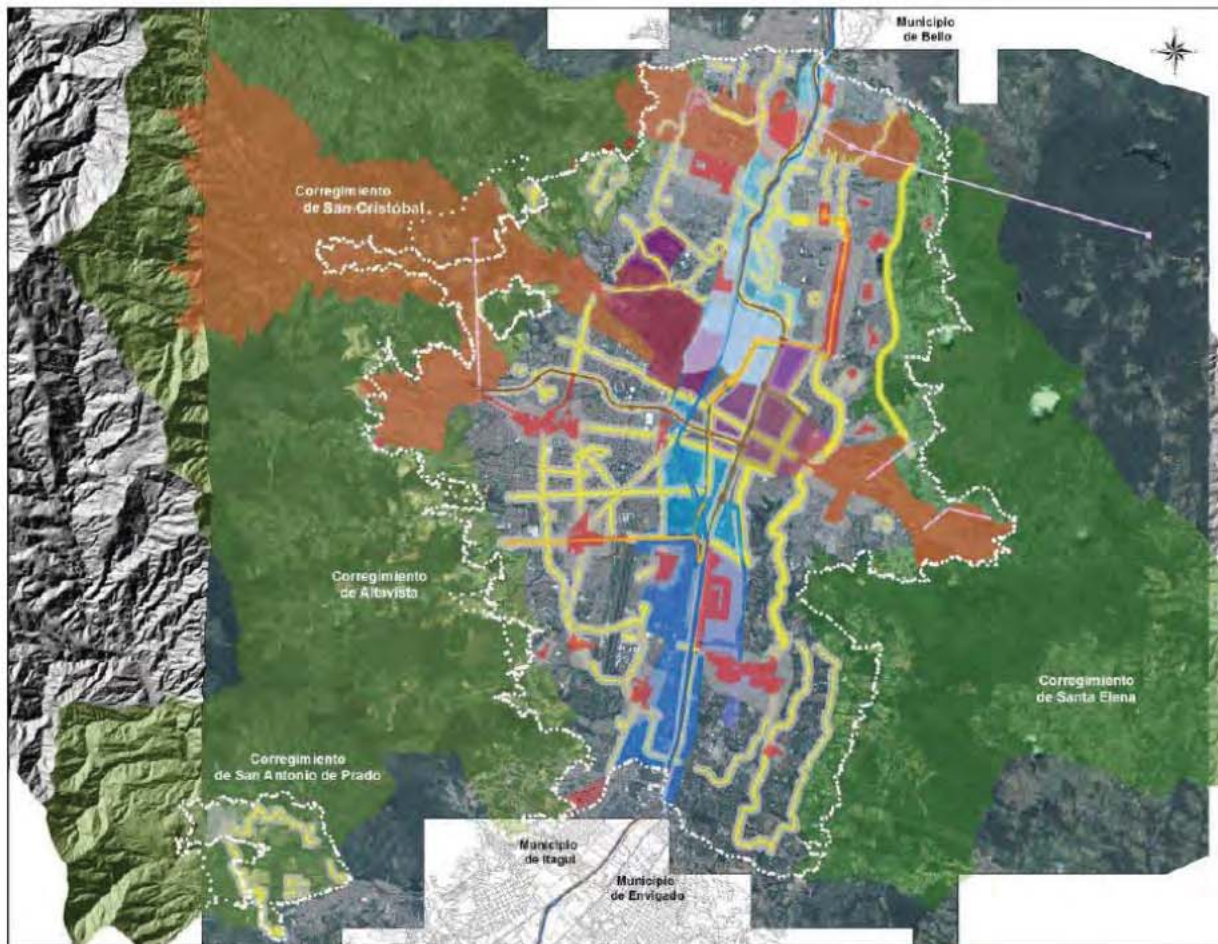 Municipio
de Bello
Corregimiento
de San Cristóbal
Corregimiento
de Altavista
Corregimiento
de Santa Elena
Corregimiento
de San Antonio de Prado
Municipio
de Itagui
Municipio
de Envigado